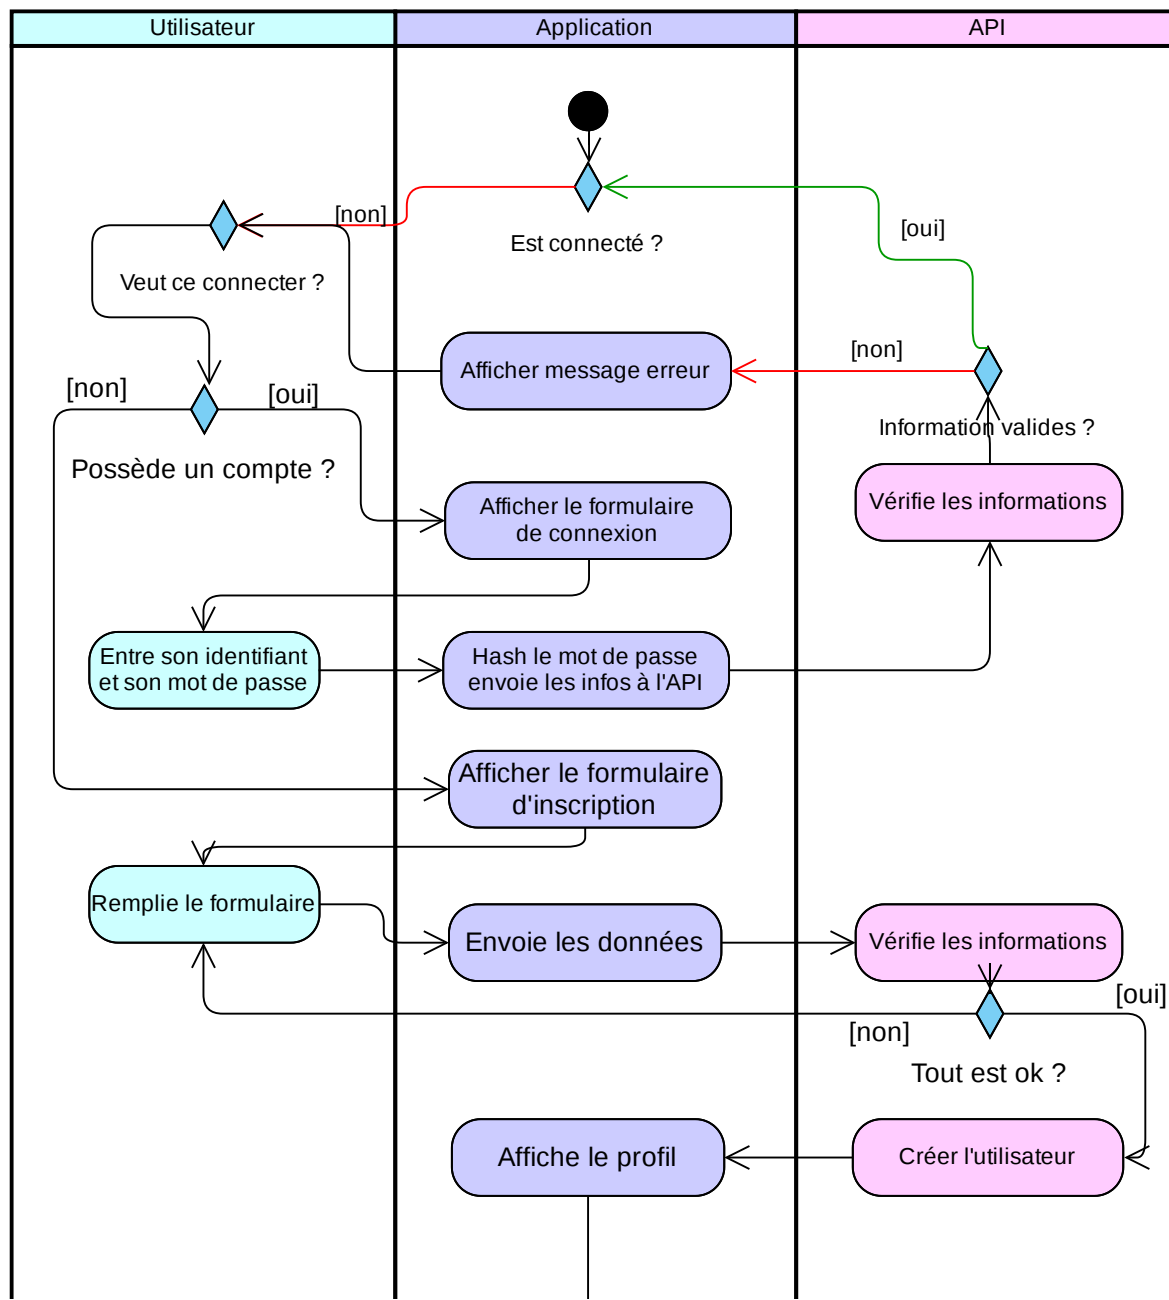 Utilisateur
Application
API
[non]
[oui]
Est connecté ?
Veut ce connecter ?
[non]
Afficher message erreur
[non]
[oui]
Information valides ?
Possède un compte ?
Afficher le formulaire
de connexion
Vérifie les informations
Entre son identifiant
et son mot de passe
Hash le mot de passe
envoie les infos à l'API
Afficher le formulaire
d'inscription
Remplie le formulaire
Envoie les données
Vérifie les informations
[oui]
[non]
Tout est ok ?
Affiche le profil
Créer l'utilisateur